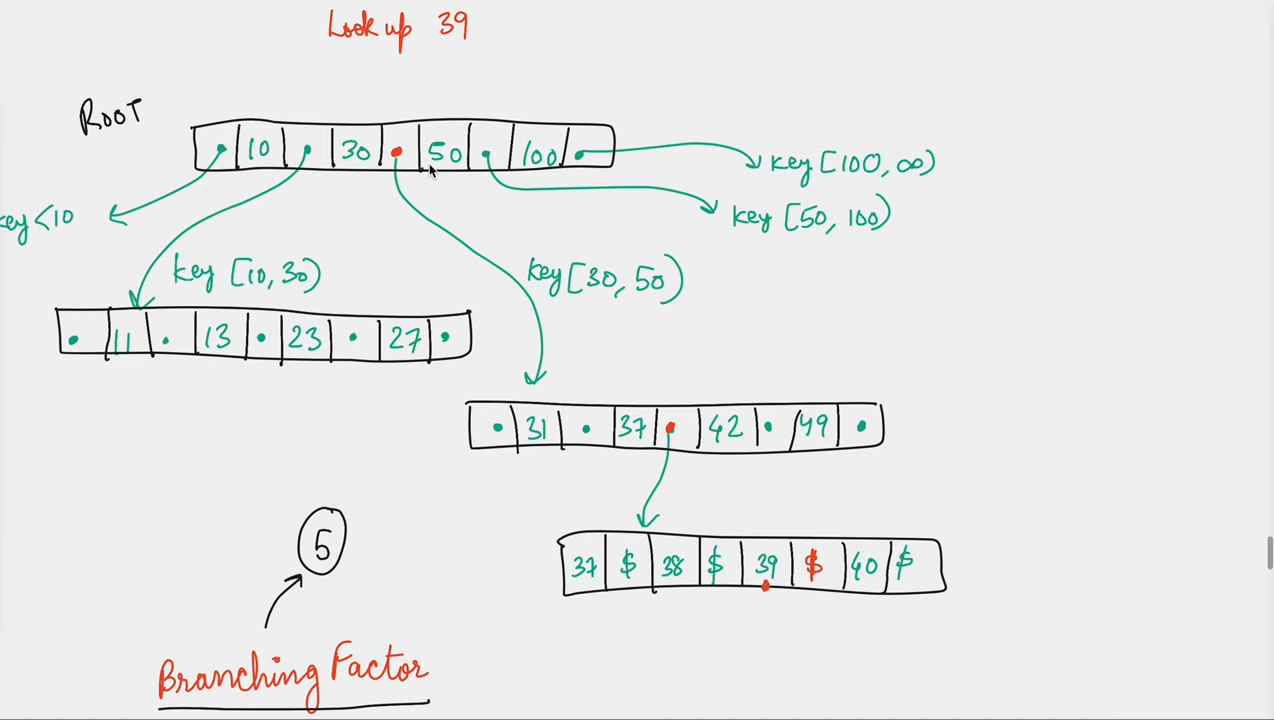 Look up 39
ROOT
10 30 50 100
key [100, ∞)
key<10
key [50, 100)
key [10, 30)
key [30, 50)
11 13 23 27
31 37 42 49
5
37 $ 38 $ 39 $ 40 $
Branching Factor